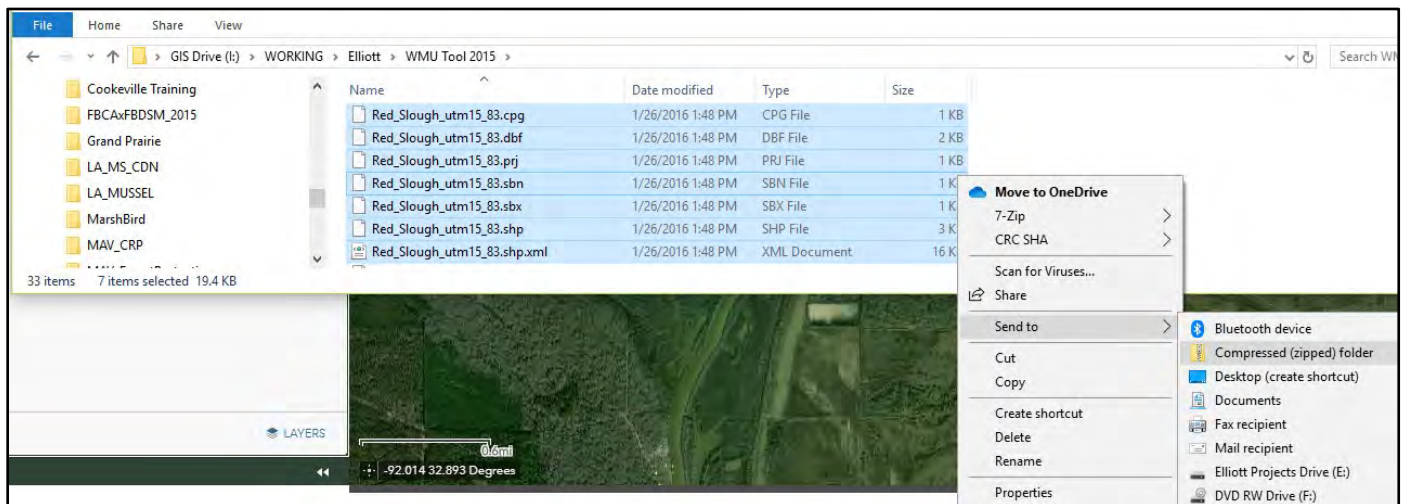 File Home Share View
GIS Drive (I:) > WORKING > Elliott > WMU Tool 2015 >
Search
Cookeville Training
FBCAxFBDSM_2015
Grand Prairie
LA_MS_CDN
LA_MUSSEL
MarshBird
MAV_CRP
Name Date modified Type Size
Red_Slough_utm15_83.cpg 1/26/2016 1:48 PM CPG File 1 KB
Red_Slough_utm15_83.dbf 1/26/2016 1:48 PM DBF File 2 KB
Red_Slough_utm15_83.prj 1/26/2016 1:48 PM PRJ File 1 KB
Red_Slough_utm15_83.sbn 1/26/2016 1:48 PM SBN File 1 K
Red_Slough_utm15_83.sbx 1/26/2016 1:48 PM SBX File 1 K
Red_Slough_utm15_83.shp 1/26/2016 1:48 PM SHP File 3 K
Red_Slough_utm15_83.shp.xml 1/26/2016 1:48 PM XML Document 16 K
33 items 7 items selected 19.4 KB
Move to OneDrive
7-Zip
CRC SHA
Scan for Viruses...
Share
Send to
Cut
Copy
Create shortcut
Delete
Rename
Properties
Bluetooth device
Compressed (zipped) folder
Desktop (create shortcut)
Documents
Fax recipient
Mail recipient
Elliott Projects Drive (E:)
DVD RW Drive (F:)
LAYERS
0.6mi
-92.014 32.893 Degrees